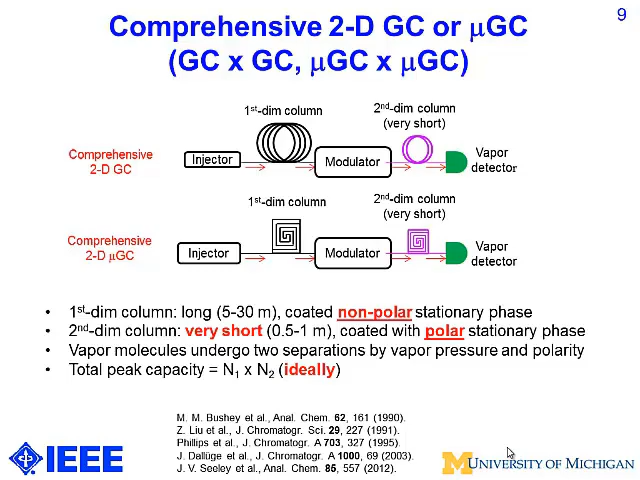 9
Comprehensive 2-D GC or μGC
(GC x GC, μGC x μGC)
1st-dim column
2nd-dim column
(very short)
Comprehensive
2-D GC
Injector
Modulator
Vapor
detector
1st-dim column
2nd-dim column
(very short)
Comprehensive
2-D μGC
Injector
Modulator
Vapor
detector
• 1st-dim column: long (5-30 m), coated non-polar stationary phase
• 2nd-dim column: very short (0.5-1 m), coated with polar stationary phase
• Vapor molecules undergo two separations by vapor pressure and polarity
• Total peak capacity = N1 x N2 (ideally)
M. M. Bushey et al., Anal. Chem. 62, 161 (1990).
Z. Liu et al., J. Chromatogr. Sci. 29, 227 (1991).
Phillips et al., J. Chromatogr. A 703, 327 (1995).
J. Dallüge et al., J. Chromatogr. A 1000, 69 (2003).
J. V. Seeley et al., Anal. Chem. 85, 557 (2012).
IEEE
M UNIVERSITY OF MICHIGAN